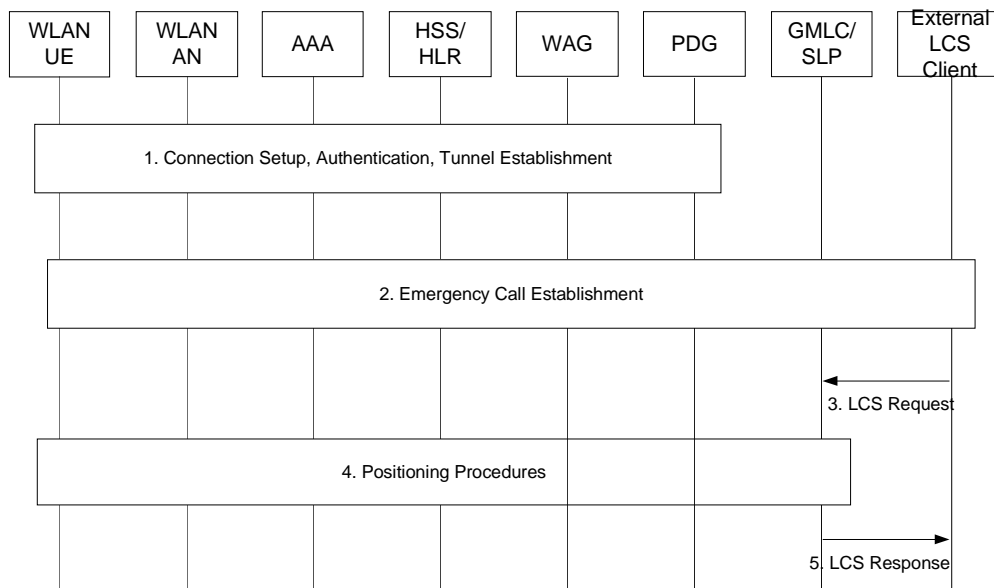 WLAN
UE
WLAN
AN
AAA
HSS/
HLR
WAG
PDG
GMLC/
SLP
External
LCS
Client
1. Connection Setup, Authentication, Tunnel Establishment
2. Emergency Call Establishment
3. LCS Request
4. Positioning Procedures
5. LCS Response